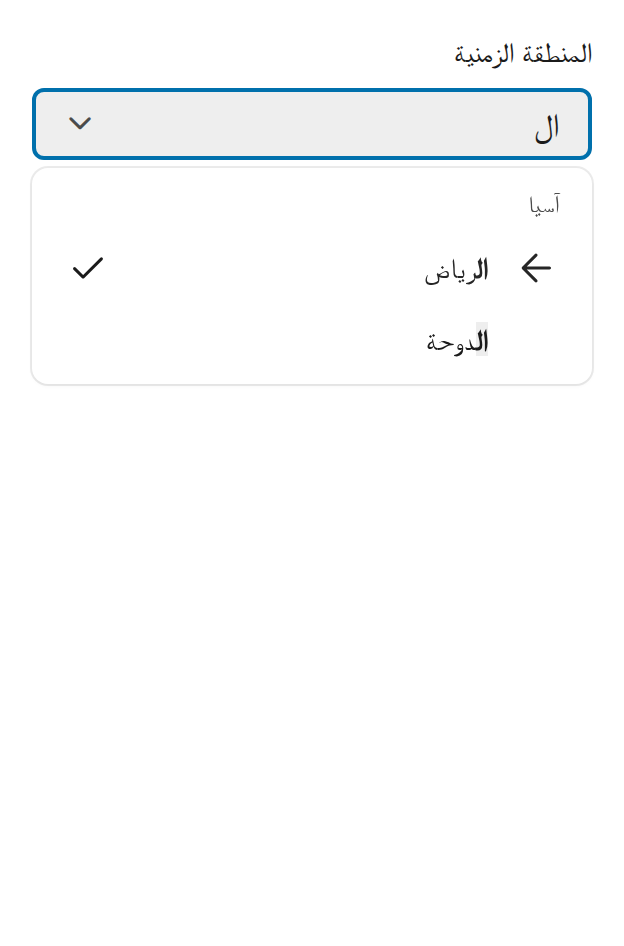 المنطقة الزمنية
ال
آسيا
الرياض
الدوحة